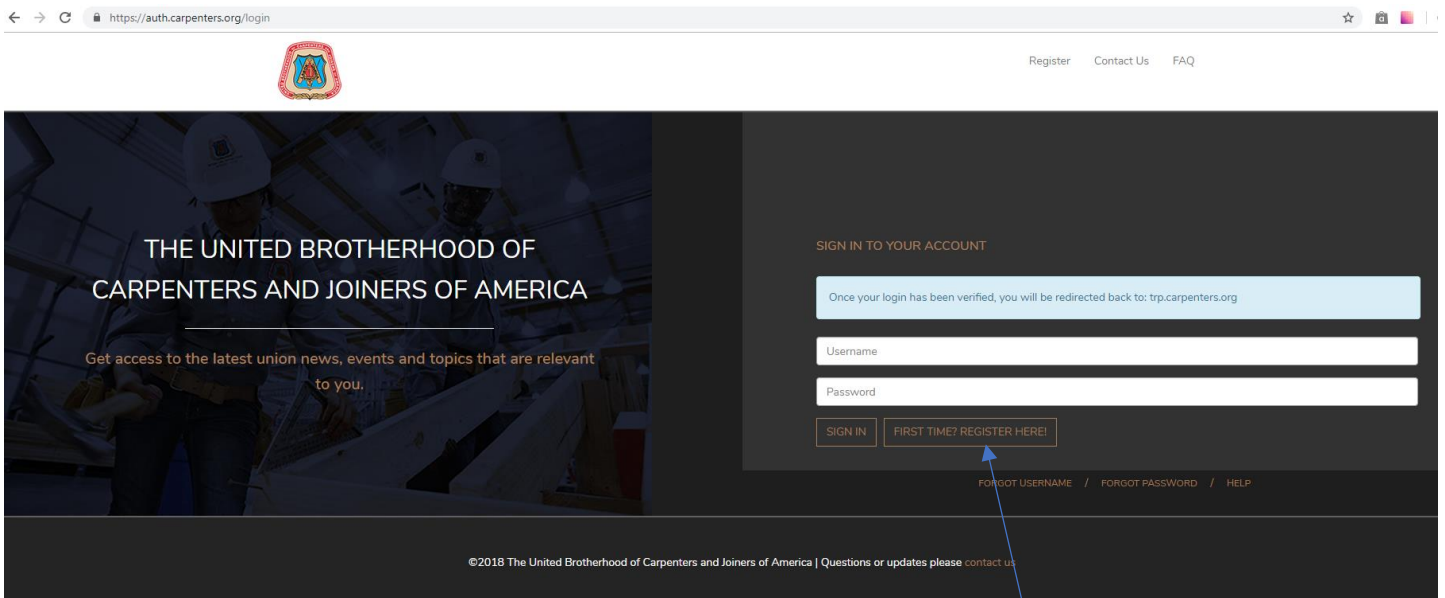 https://auth.carpenters.org/login
Register Contact Us FAQ
THE UNITED BROTHERHOOD OF
CARPENTERS AND JOINERS OF AMERICA
Get access to the latest union news, events and topics that are relevant
to you.
SIGN IN TO YOUR ACCOUNT
Once your login has been verified, you will be redirected back to: trp.carpenters.org
Username
Password
SIGN IN FIRST TIME? REGISTER HERE!
FORGOT USERNAME / FORGOT PASSWORD / HELP
©2018 The United Brotherhood of Carpenters and Joiners of America | Questions or updates please contact us